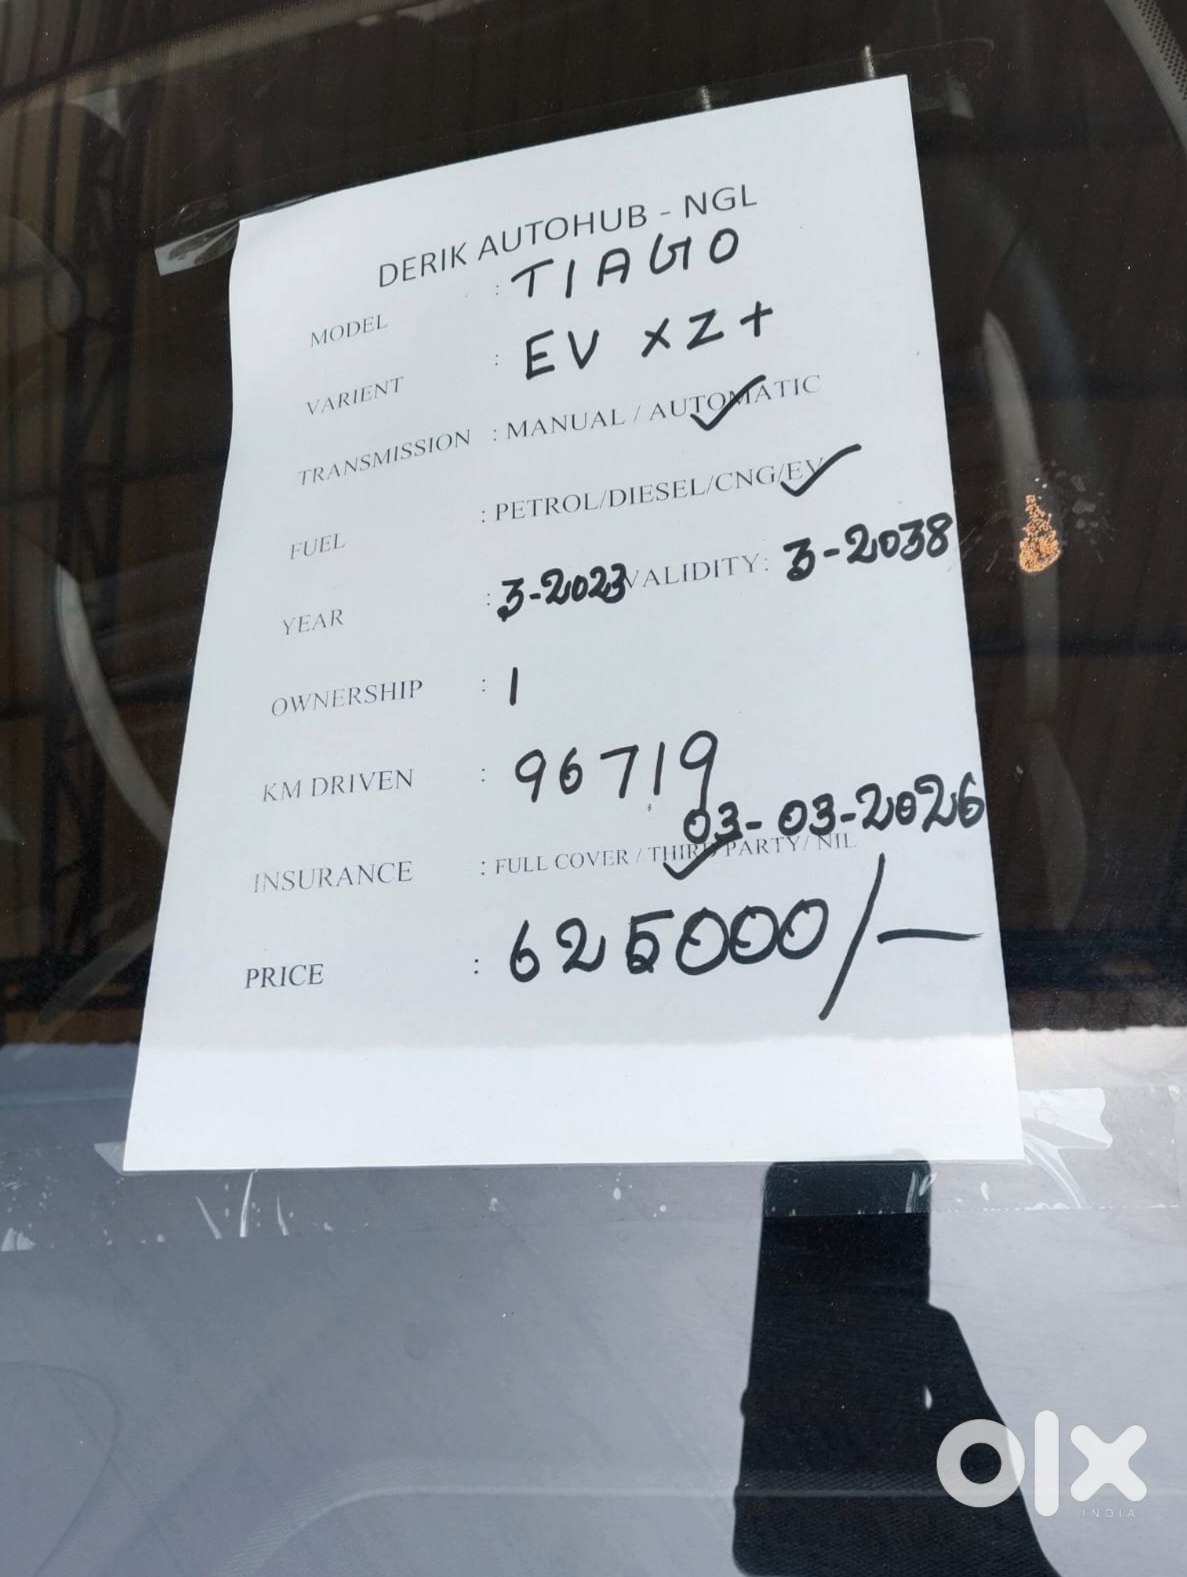 DERIK AUTOHUB - NGL
MODEL : TIAGO
VARIENT : EV XZ+
TRANSMISSION : MANUAL / AUTOMATIC
FUEL : PETROL/DIESEL/CNG/EV
YEAR : 3-2023 VALIDITY : 3-2038
OWNERSHIP : 1
KM DRIVEN : 96719
03-03-2026
INSURANCE : FULL COVER / THIRD PARTY / NIL
PRICE : 625000/-
olx
INDIA